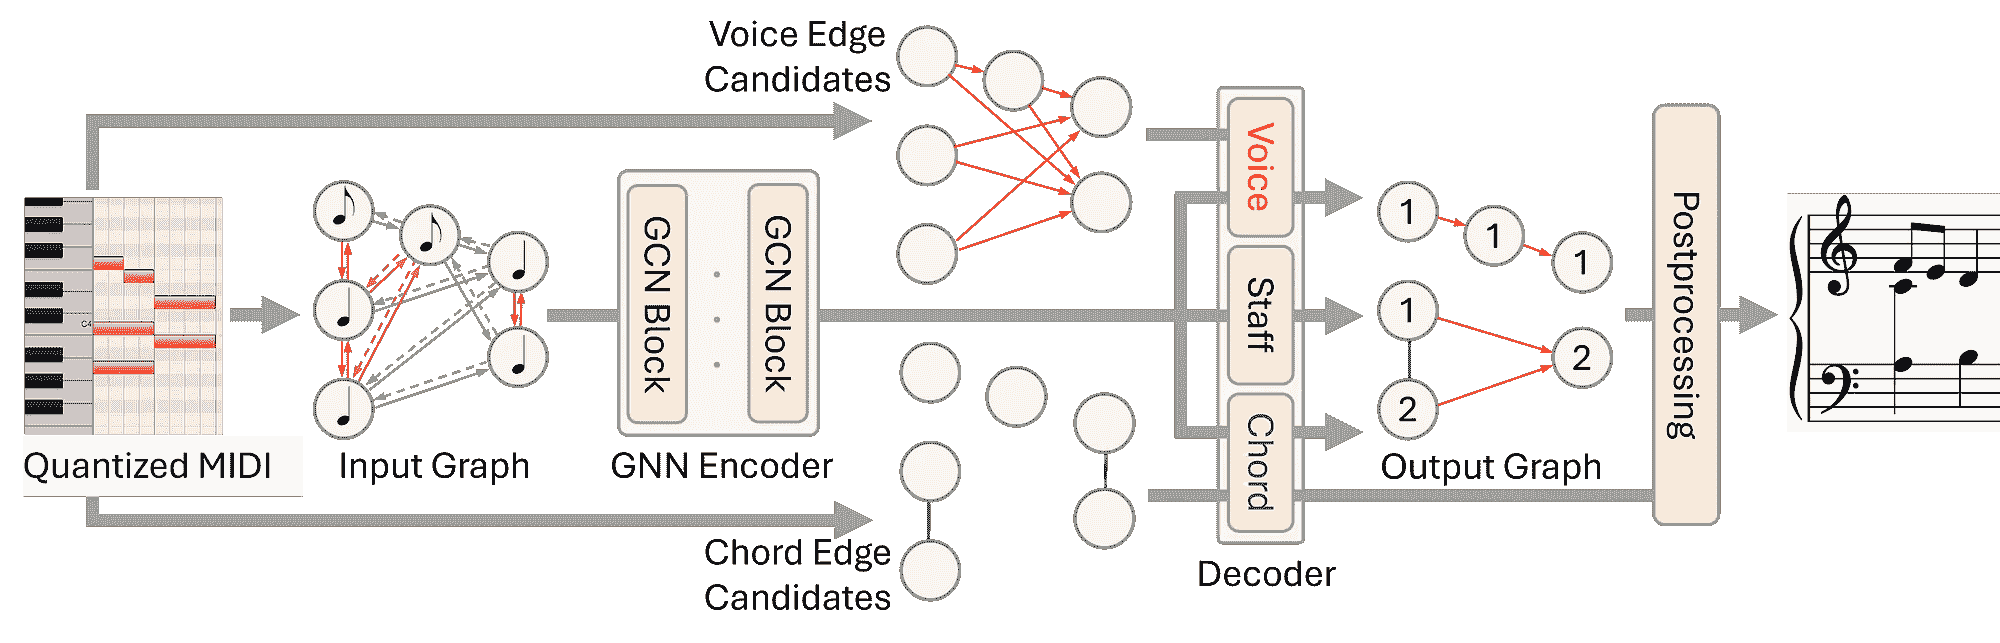 Voice Edge
Candidates
C4
Quantized MIDI
Input Graph
GCN Block
GCN Block
GNN Encoder
Chord Edge
Candidates
Voice
Staff
Chord
Decoder
1
1
1
1
2
2
Output Graph
Postprocessing